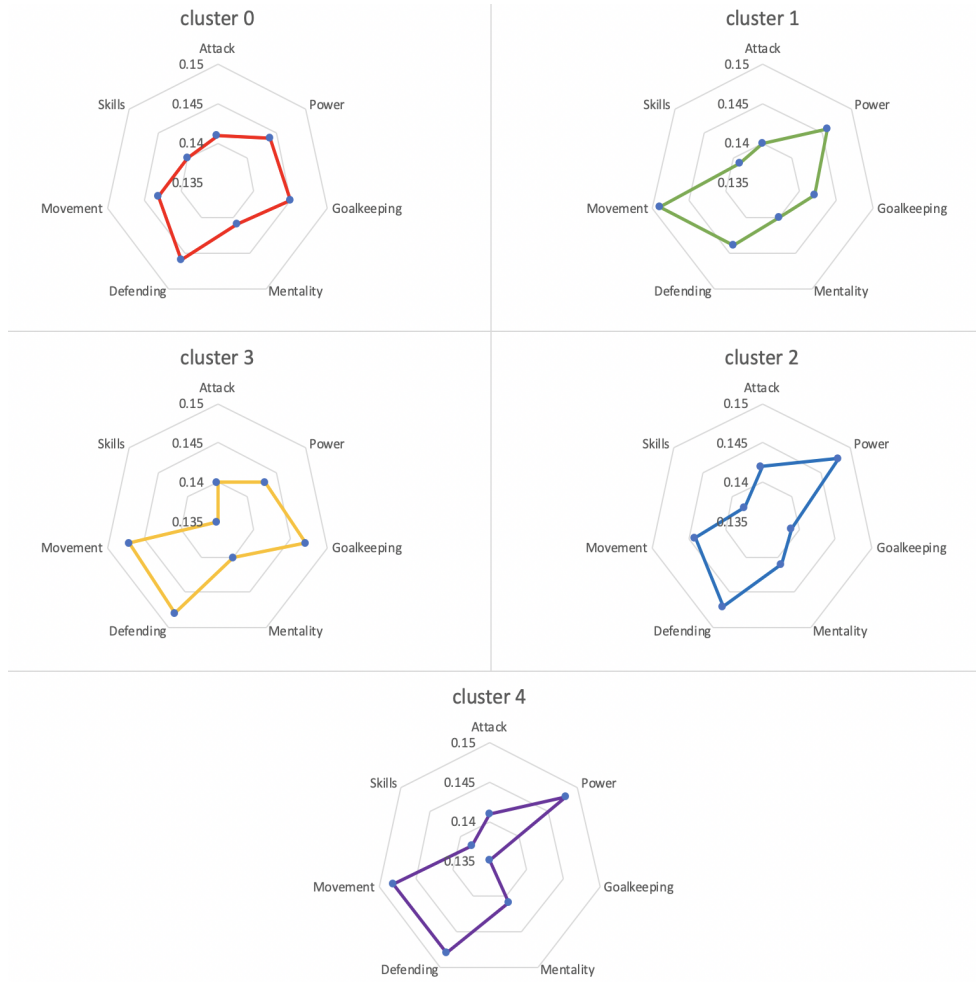 cluster 0
Attack
0.15
0.145
0.14
0.135
Skills
Power
Movement
Goalkeeping
Defending
Mentality
cluster 1
Attack
0.15
0.145
0.14
0.135
Skills
Power
Movement
Goalkeeping
Defending
Mentality
cluster 3
Attack
0.15
0.145
0.14
0.135
Skills
Power
Movement
Goalkeeping
Defending
Mentality
cluster 2
Attack
0.15
0.145
0.14
0.135
Skills
Power
Movement
Goalkeeping
Defending
Mentality
cluster 4
Attack
0.15
0.145
0.14
0.135
Skills
Power
Movement
Goalkeeping
Defending
Mentality